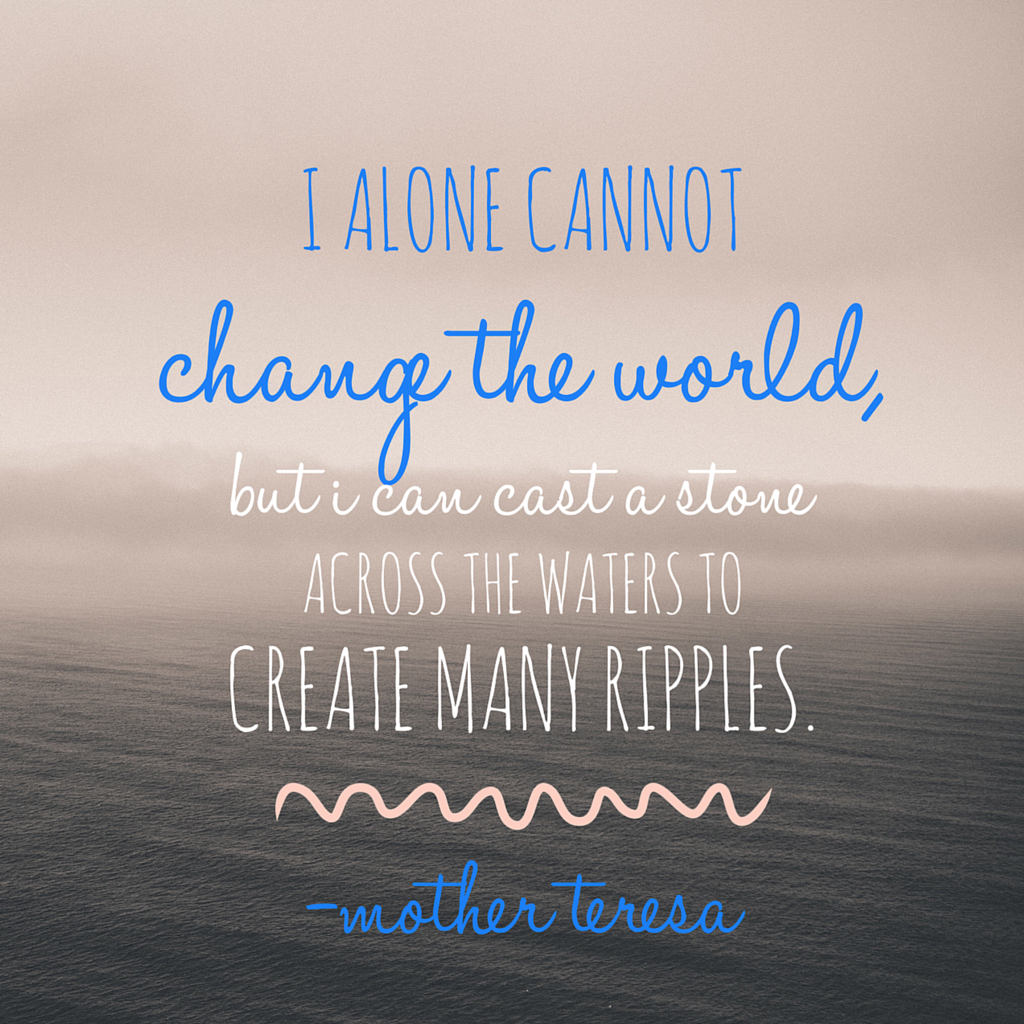 I ALONE CANNOT
change the world,
but i can cast a stone
ACROSS THE WATERS TO
CREATE MANY RIPPLES.
-mother teresa